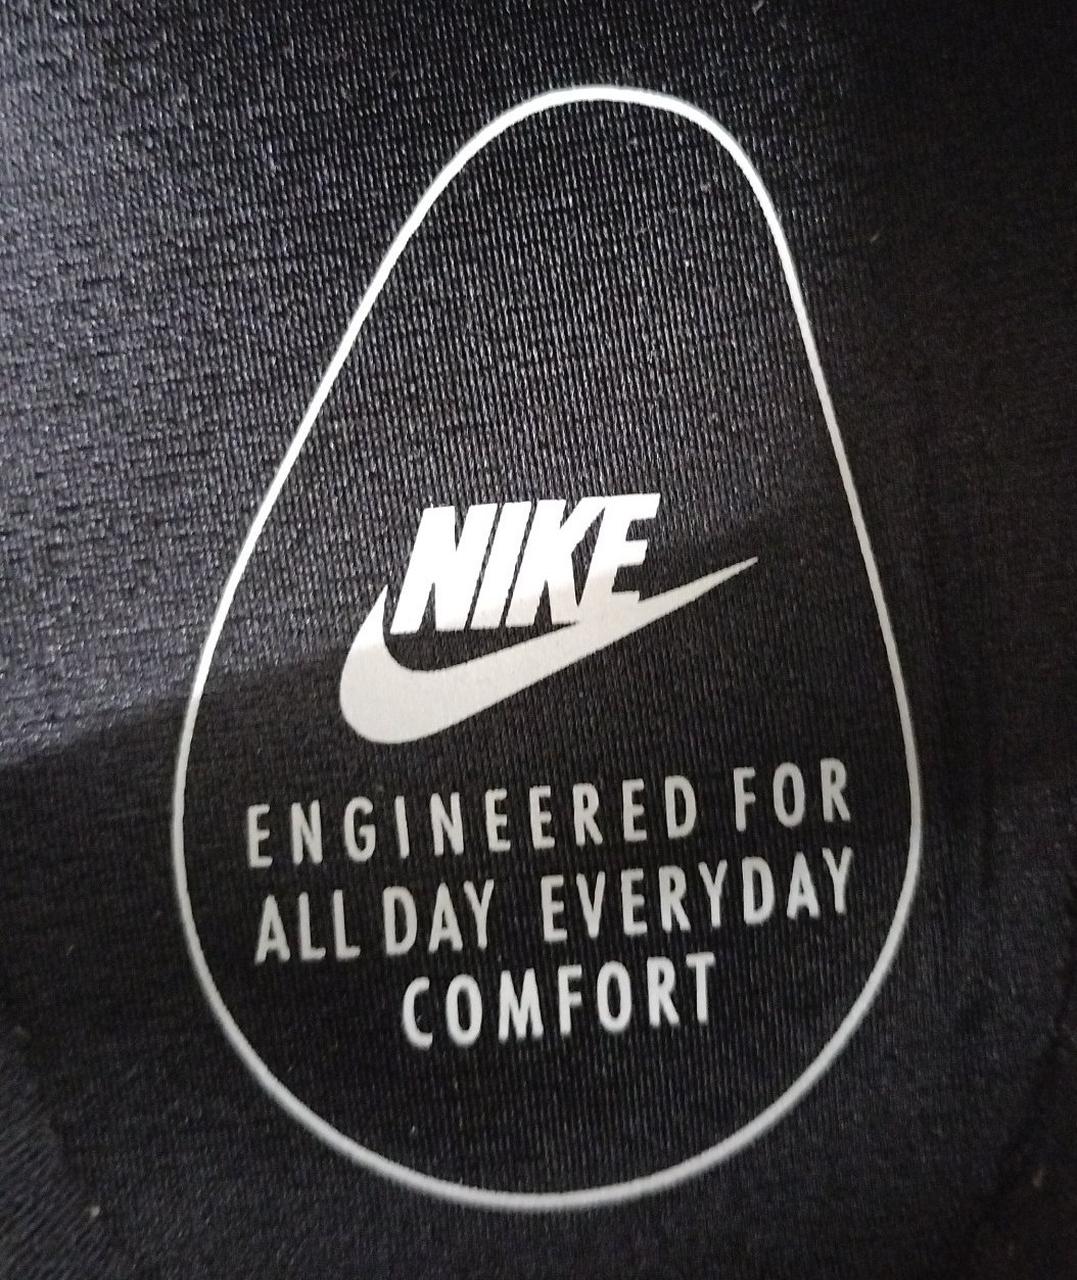 NIKE
ENGINEERED FOR
ALL DAY EVERYDAY
COMFORT